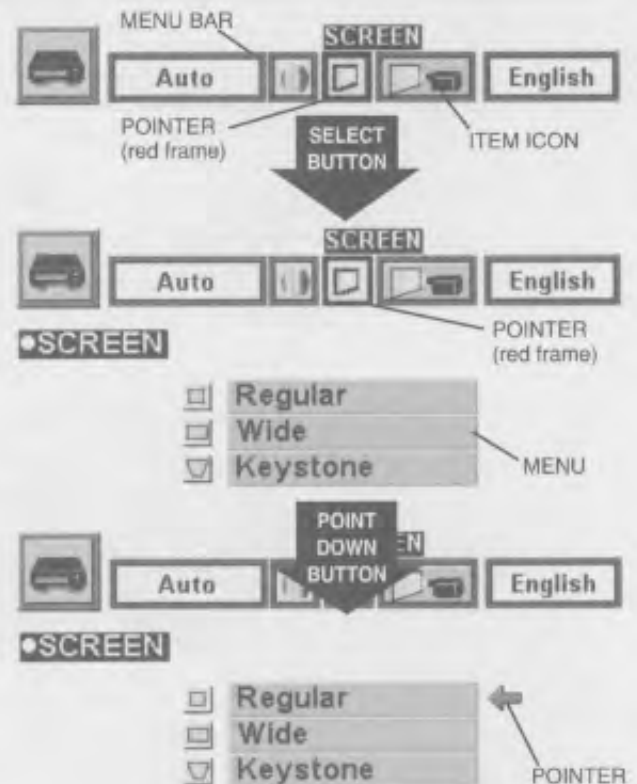 MENU BAR
SCREEN
Auto
English
POINTER
(red frame)
SELECT
BUTTON
ITEM ICON
SCREEN
Auto
English
POINTER
(red frame)
●SCREEN
Regular
Wide
Keystone
MENU
POINT
DOWN
BUTTON
EN
Auto
English
●SCREEN
Regular
Wide
Keystone
POINTER